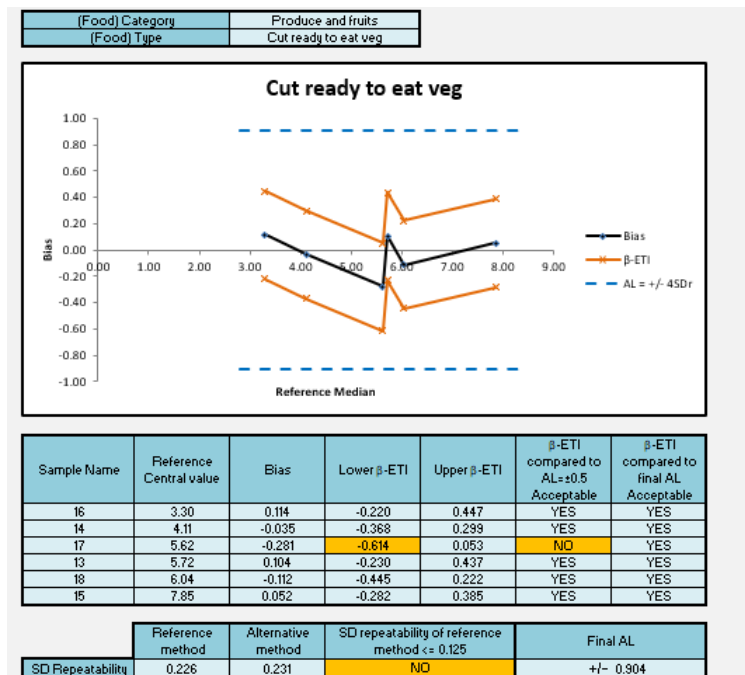 (Food) Category Produce and fruits
(Food) Type Cut ready to eat veg
Cut ready to eat veg
1.00
0.80
0.60
0.40
0.20
0.00
-0.20
-0.40
-0.60
-0.80
-1.00
Bias
0.00 1.00 2.00 3.00 4.00 5.00 6.00 7.00 8.00 9.00
Reference Median
Bias
β-ETI
AL = +/- 4SDr
Sample Name Reference Central value Bias Lower β-ETI Upper β-ETI β-ETI compared to AL=±0.5 Acceptable β-ETI compared to final AL Acceptable
16 3.30 0.114 -0.220 0.447 YES YES
14 4.11 -0.035 -0.368 0.299 YES YES
17 5.62 -0.281 -0.614 0.053 NO YES
13 5.72 0.104 -0.230 0.437 YES YES
18 6.04 -0.112 -0.445 0.222 YES YES
15 7.85 0.052 -0.282 0.385 YES YES
Reference method Alternative method SD repeatability of reference method <= 0.125 Final AL
SD Repeatability 0.226 0.231 NO +/- 0.904